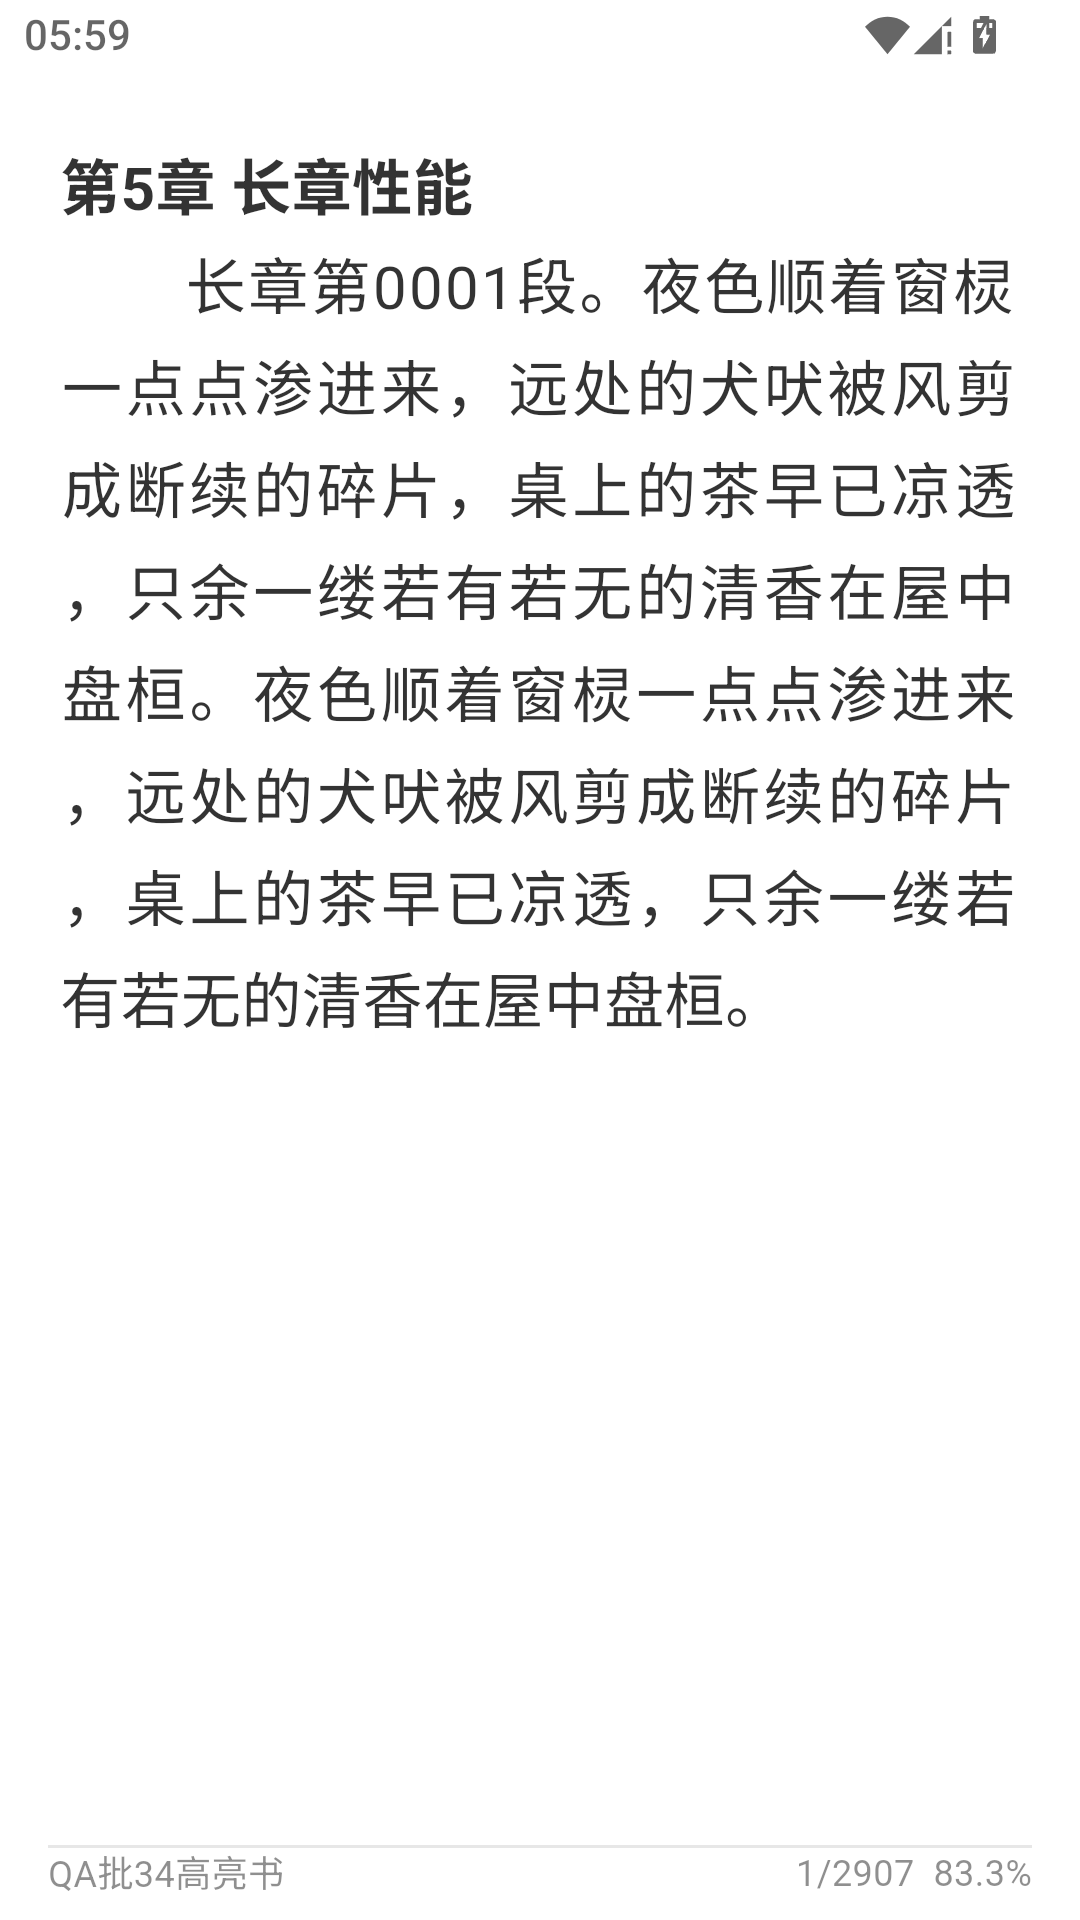 05:59
第5章 长章性能
长章第0001段。夜色顺着窗棂
一点点渗进来，远处的犬吠被风剪
成断续的碎片，桌上的茶早已凉透
，只余一缕若有若无的清香在屋中
盘桓。夜色顺着窗棂一点点渗进来
，远处的犬吠被风剪成断续的碎片
，桌上的茶早已凉透，只余一缕若
有若无的清香在屋中盘桓。
QA批34高亮书 1/2907 83.3%